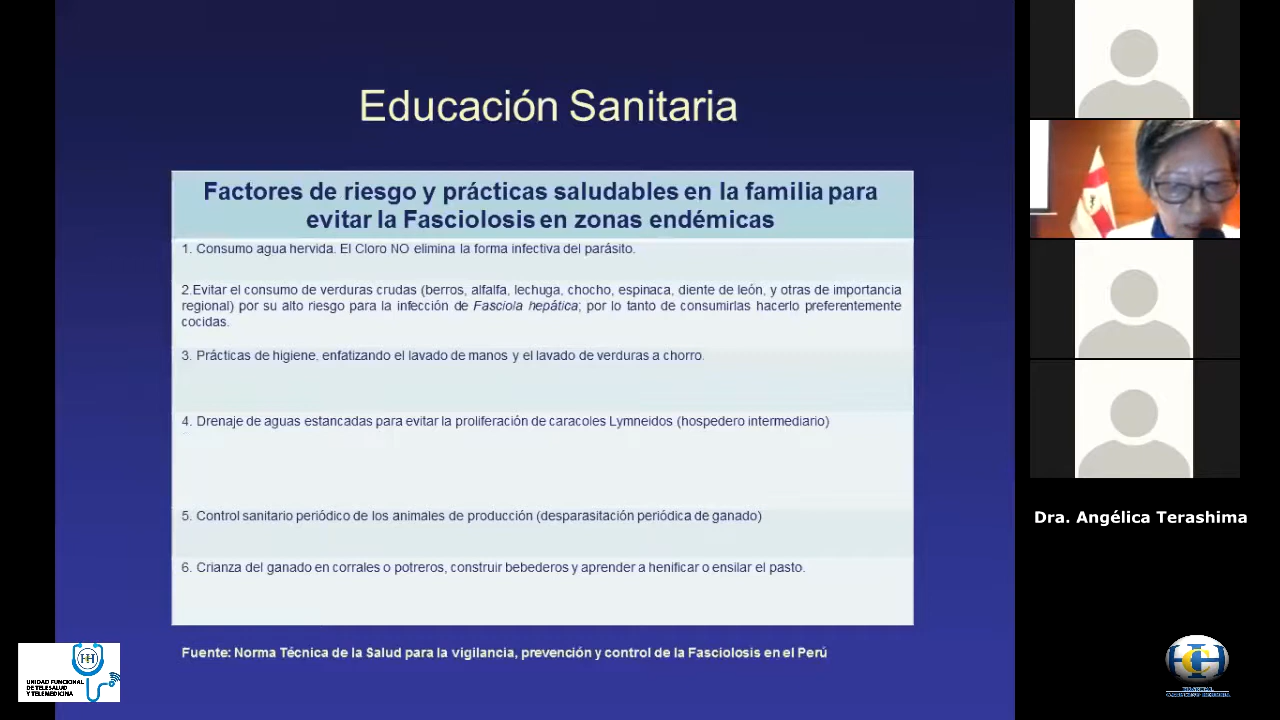 Educación Sanitaria
Factores de riesgo y prácticas saludables en la familia para
evitar la Fasciolosis en zonas endémicas
1. Consumo agua hervida. El Cloro NO elimina la forma infectiva del parásito.
2.Evitar el consumo de verduras crudas (berros, alfalfa, lechuga, chocho, espinaca, diente de león, y otras de importancia
regional) por su alto riesgo para la infección de Fasciola hepática; por lo tanto de consumirlas hacerlo preferentemente
cocidas.
3. Prácticas de higiene, enfatizando el lavado de manos y el lavado de verduras a chorro.
4. Drenaje de aguas estancadas para evitar la proliferación de caracoles Lymneidos (hospedero intermediario)
5. Control sanitario periódico de los animales de producción (desparasitación periódica de ganado)
6. Crianza del ganado en corrales o potreros, construir bebederos y aprender a henificar o ensilar el pasto.
Fuente: Norma Técnica de la Salud para la vigilancia, prevención y control de la Fasciolosis en el Perú
Dra. Angélica Terashima
UNIDAD FUNCIONAL
DE TELESALUD
Y TELEMEDICINA
HOSPITAL
CAYETANO HEREDIA